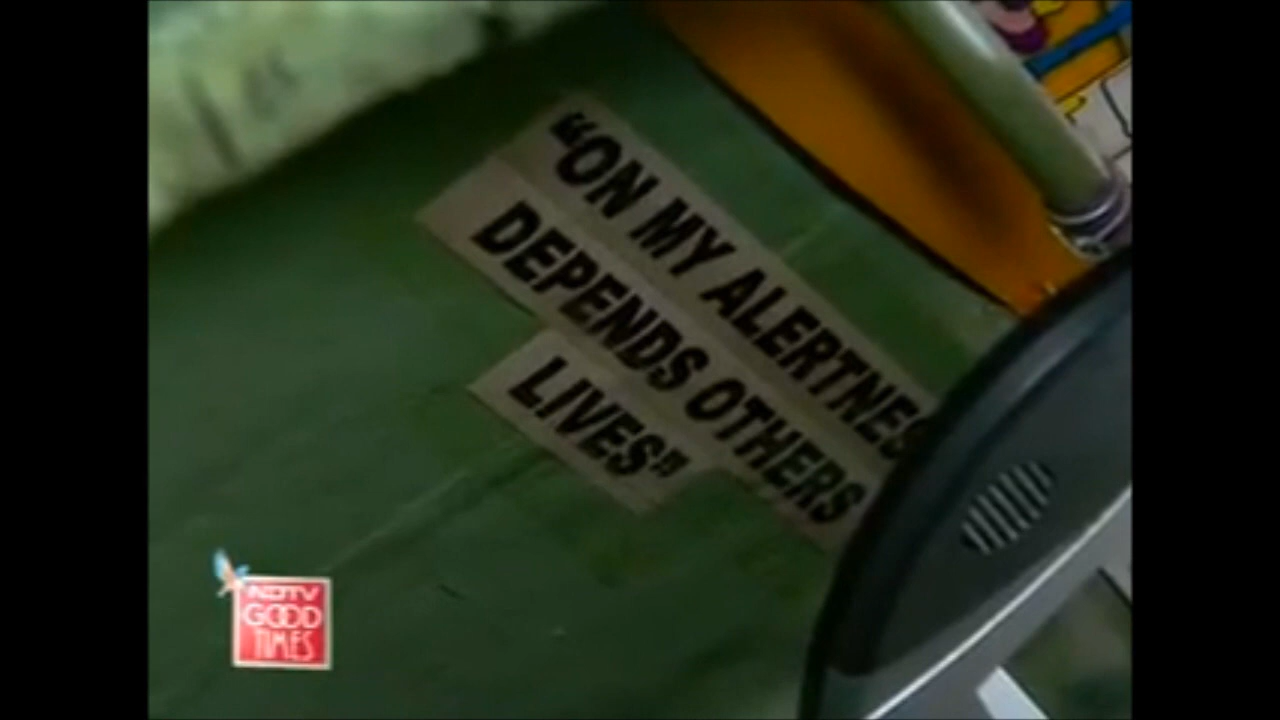 “ON MY ALERTNES
DEPENDS OTHERS
LIVES”
NDTV
GOOD
TIMES